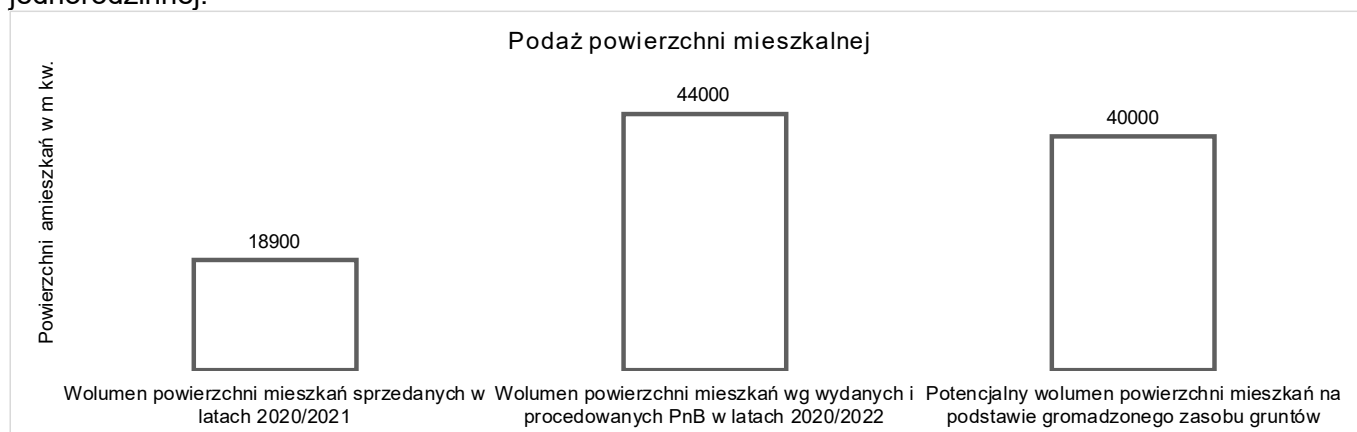 jednorodzinnej.
Podaż powierzchni mieszkalnej
Powierzchni amieszkań w m kw.
18900
44000
40000
Wolumen powierzchni mieszkań sprzedanych w
latach 2020/2021
Wolumen powierzchni mieszkań wg wydanych i
procedowanych PnB w latach 2020/2022
Potencjalny wolumen powierzchni mieszkań na
podstawie gromadzonego zasobu gruntów